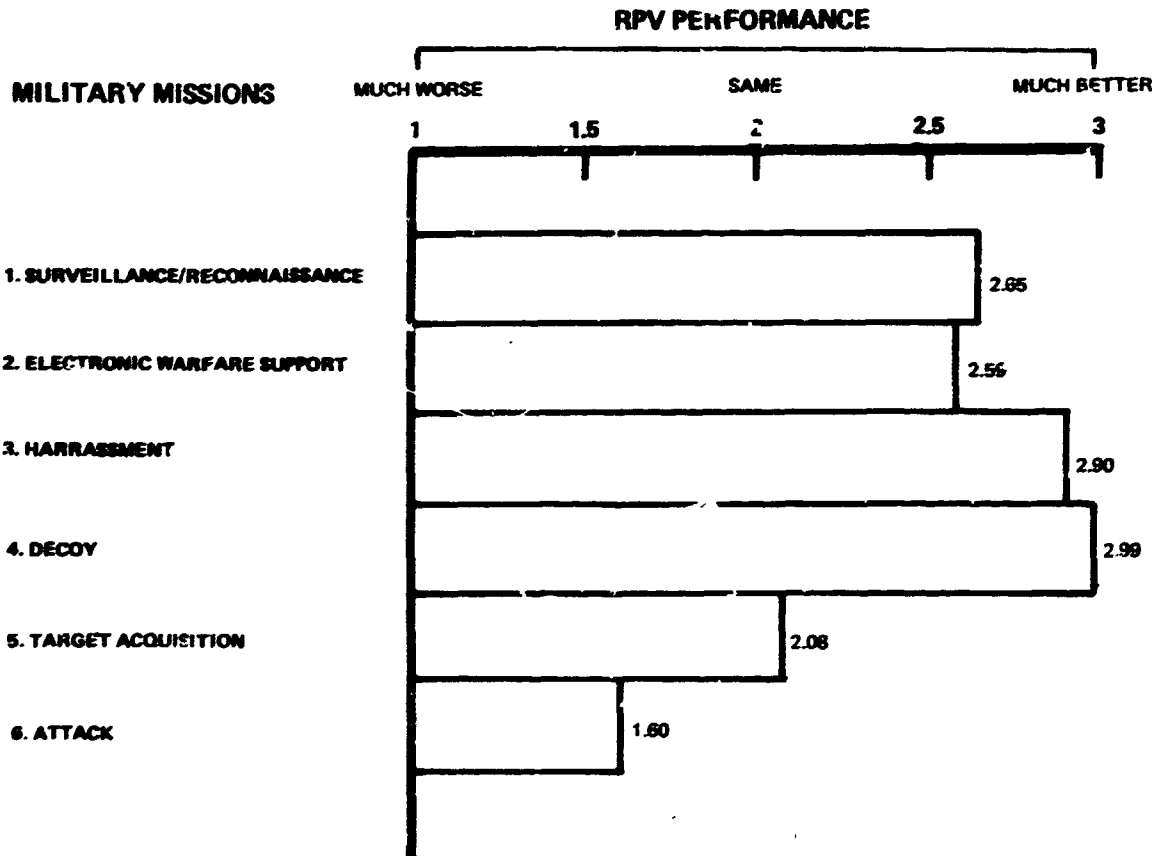 RPV PERFORMANCE
MILITARY MISSIONS
MUCH WORSE SAME MUCH BETTER
1 1.5 2 2.5 3
1. SURVEILLANCE/RECONNAISSANCE 2.65
2. ELECTRONIC WARFARE SUPPORT 2.59
3. HARRASSMENT 2.90
4. DECOY 2.99
5. TARGET ACQUISITION 2.08
6. ATTACK 1.60